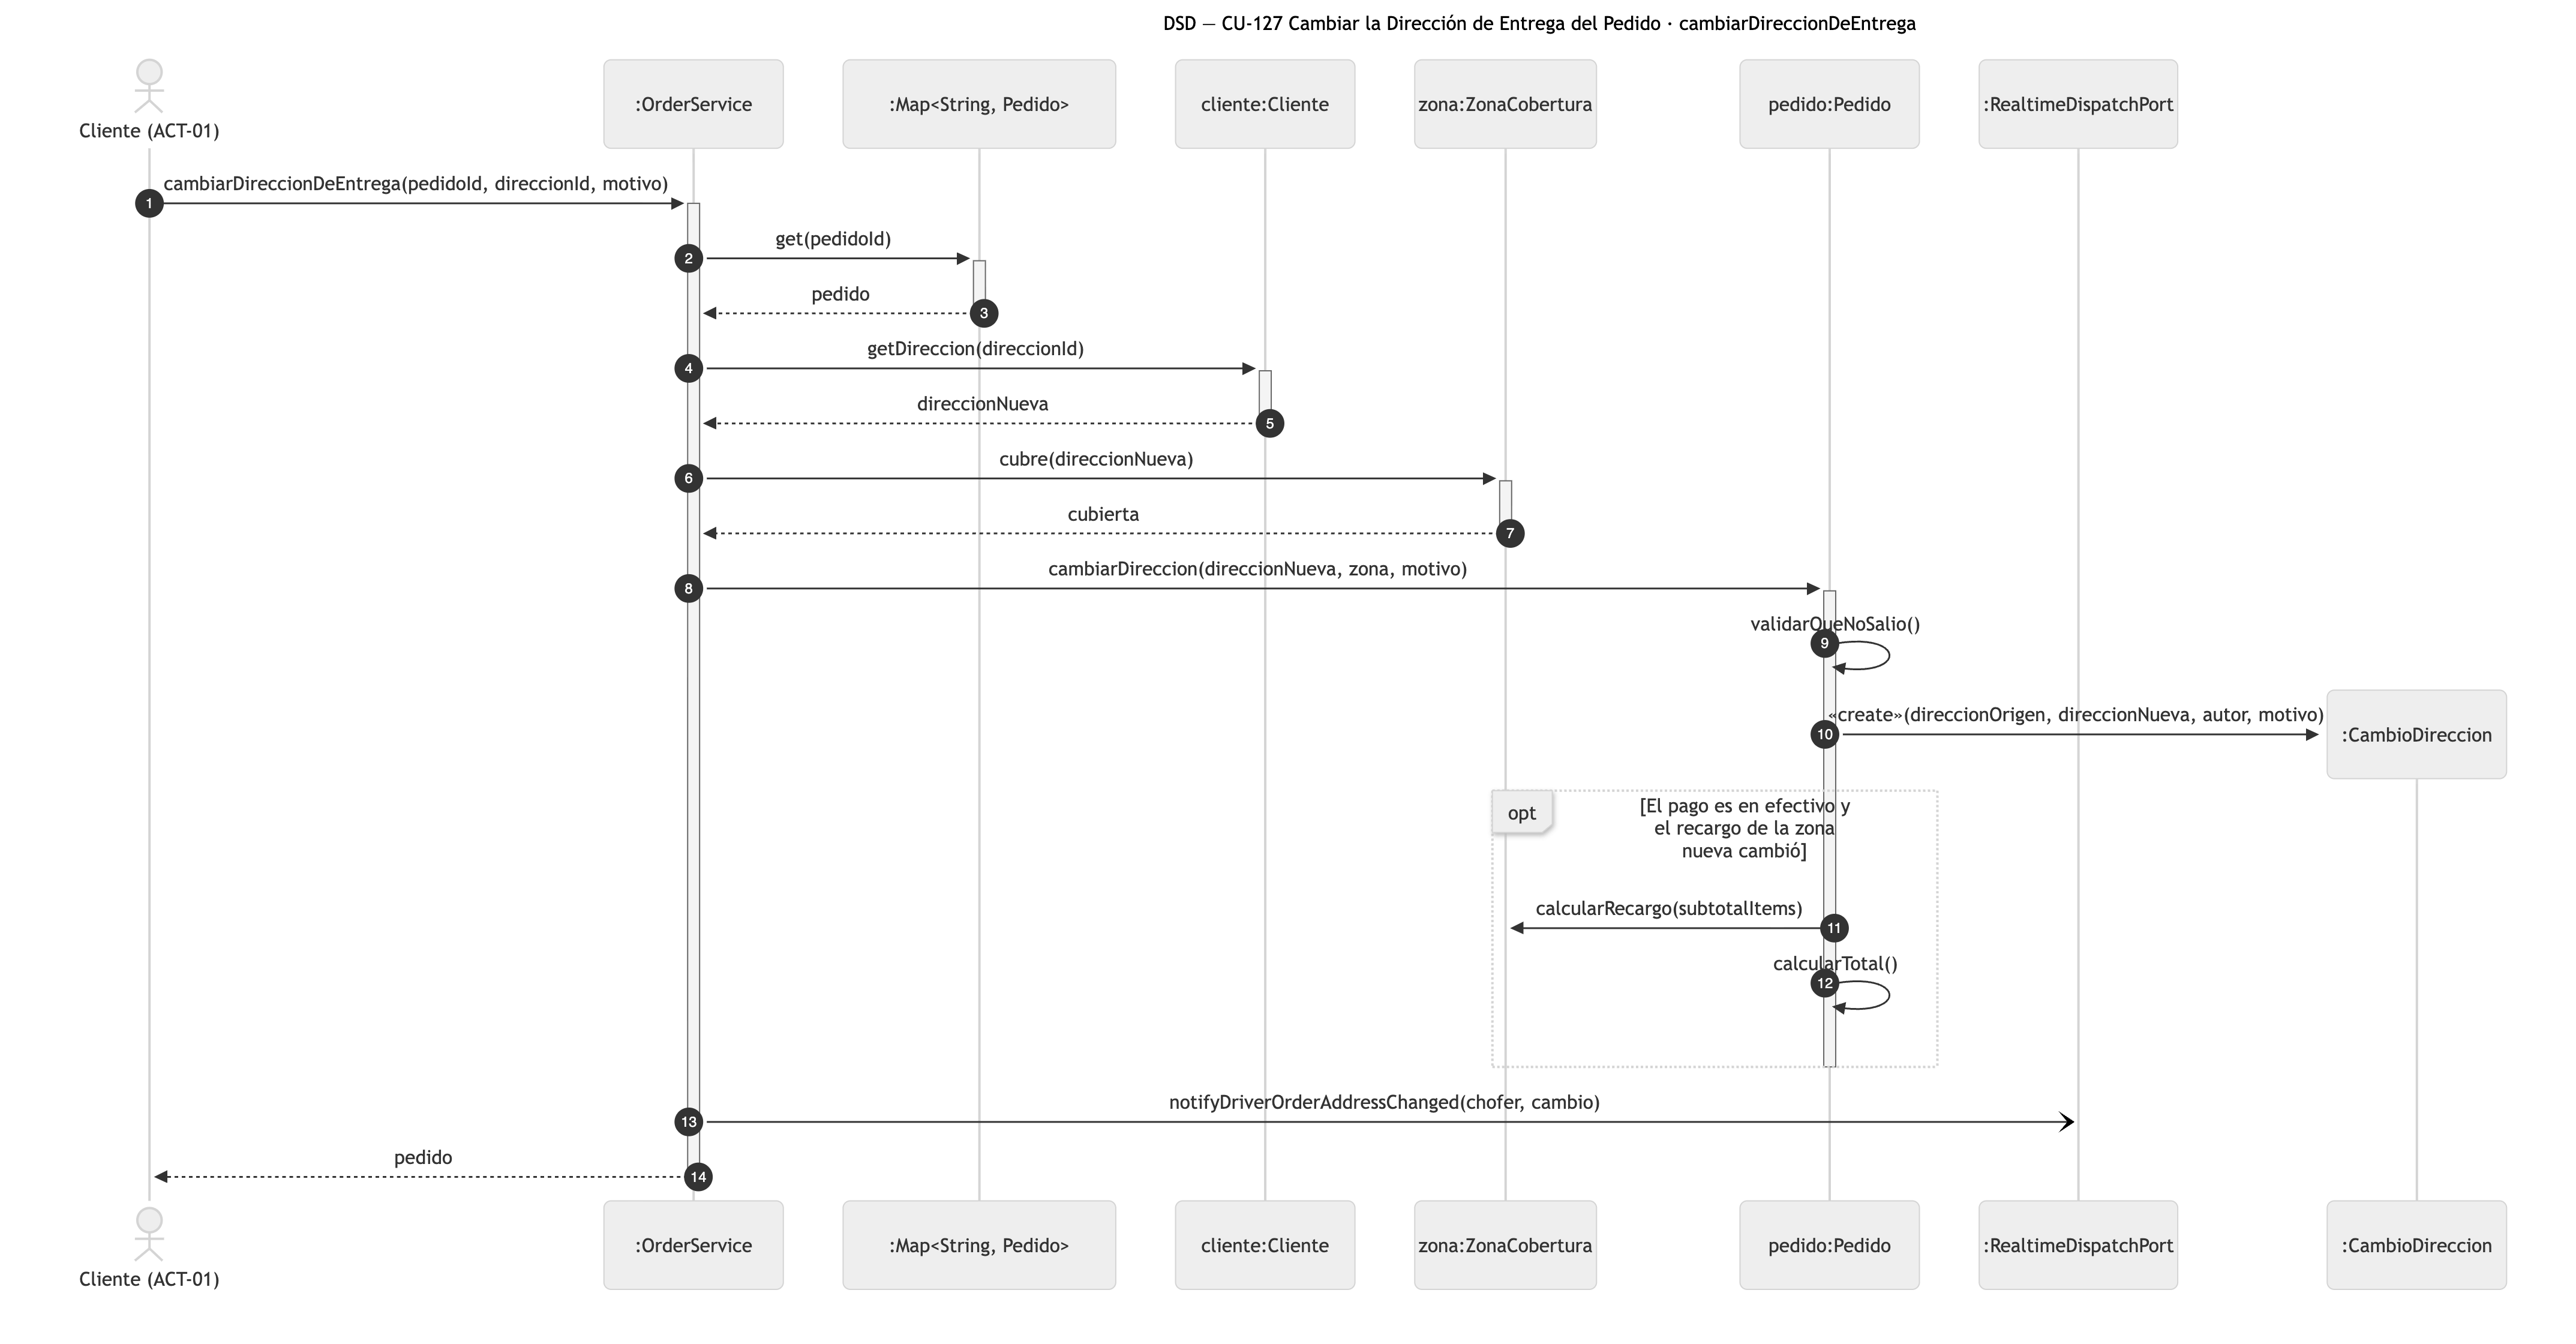 DSD — CU-127 Cambiar la Dirección de Entrega del Pedido · cambiarDireccionDeEntrega
Cliente (ACT-01)
:OrderService
:Map<String, Pedido>
cliente:Cliente
zona:ZonaCobertura
pedido:Pedido
:RealtimeDispatchPort
cambiarDireccionDeEntrega(pedidoId, direccionId, motivo)
1
get(pedidoId)
2
pedido
3
getDireccion(direccionId)
4
direccionNueva
5
cubre(direccionNueva)
6
cubierta
7
cambiarDireccion(direccionNueva, zona, motivo)
8
validarQueNoSalio()
9
«create»(direccionOrigen, direccionNueva, autor, motivo)
10
:CambioDireccion
opt
[El pago es en efectivo y
el recargo de la zona
nueva cambió]
calcularRecargo(subtotalItems)
11
calcularTotal()
12
notifyDriverOrderAddressChanged(chofer, cambio)
13
pedido
14
Cliente (ACT-01)
:OrderService
:Map<String, Pedido>
cliente:Cliente
zona:ZonaCobertura
pedido:Pedido
:RealtimeDispatchPort
:CambioDireccion